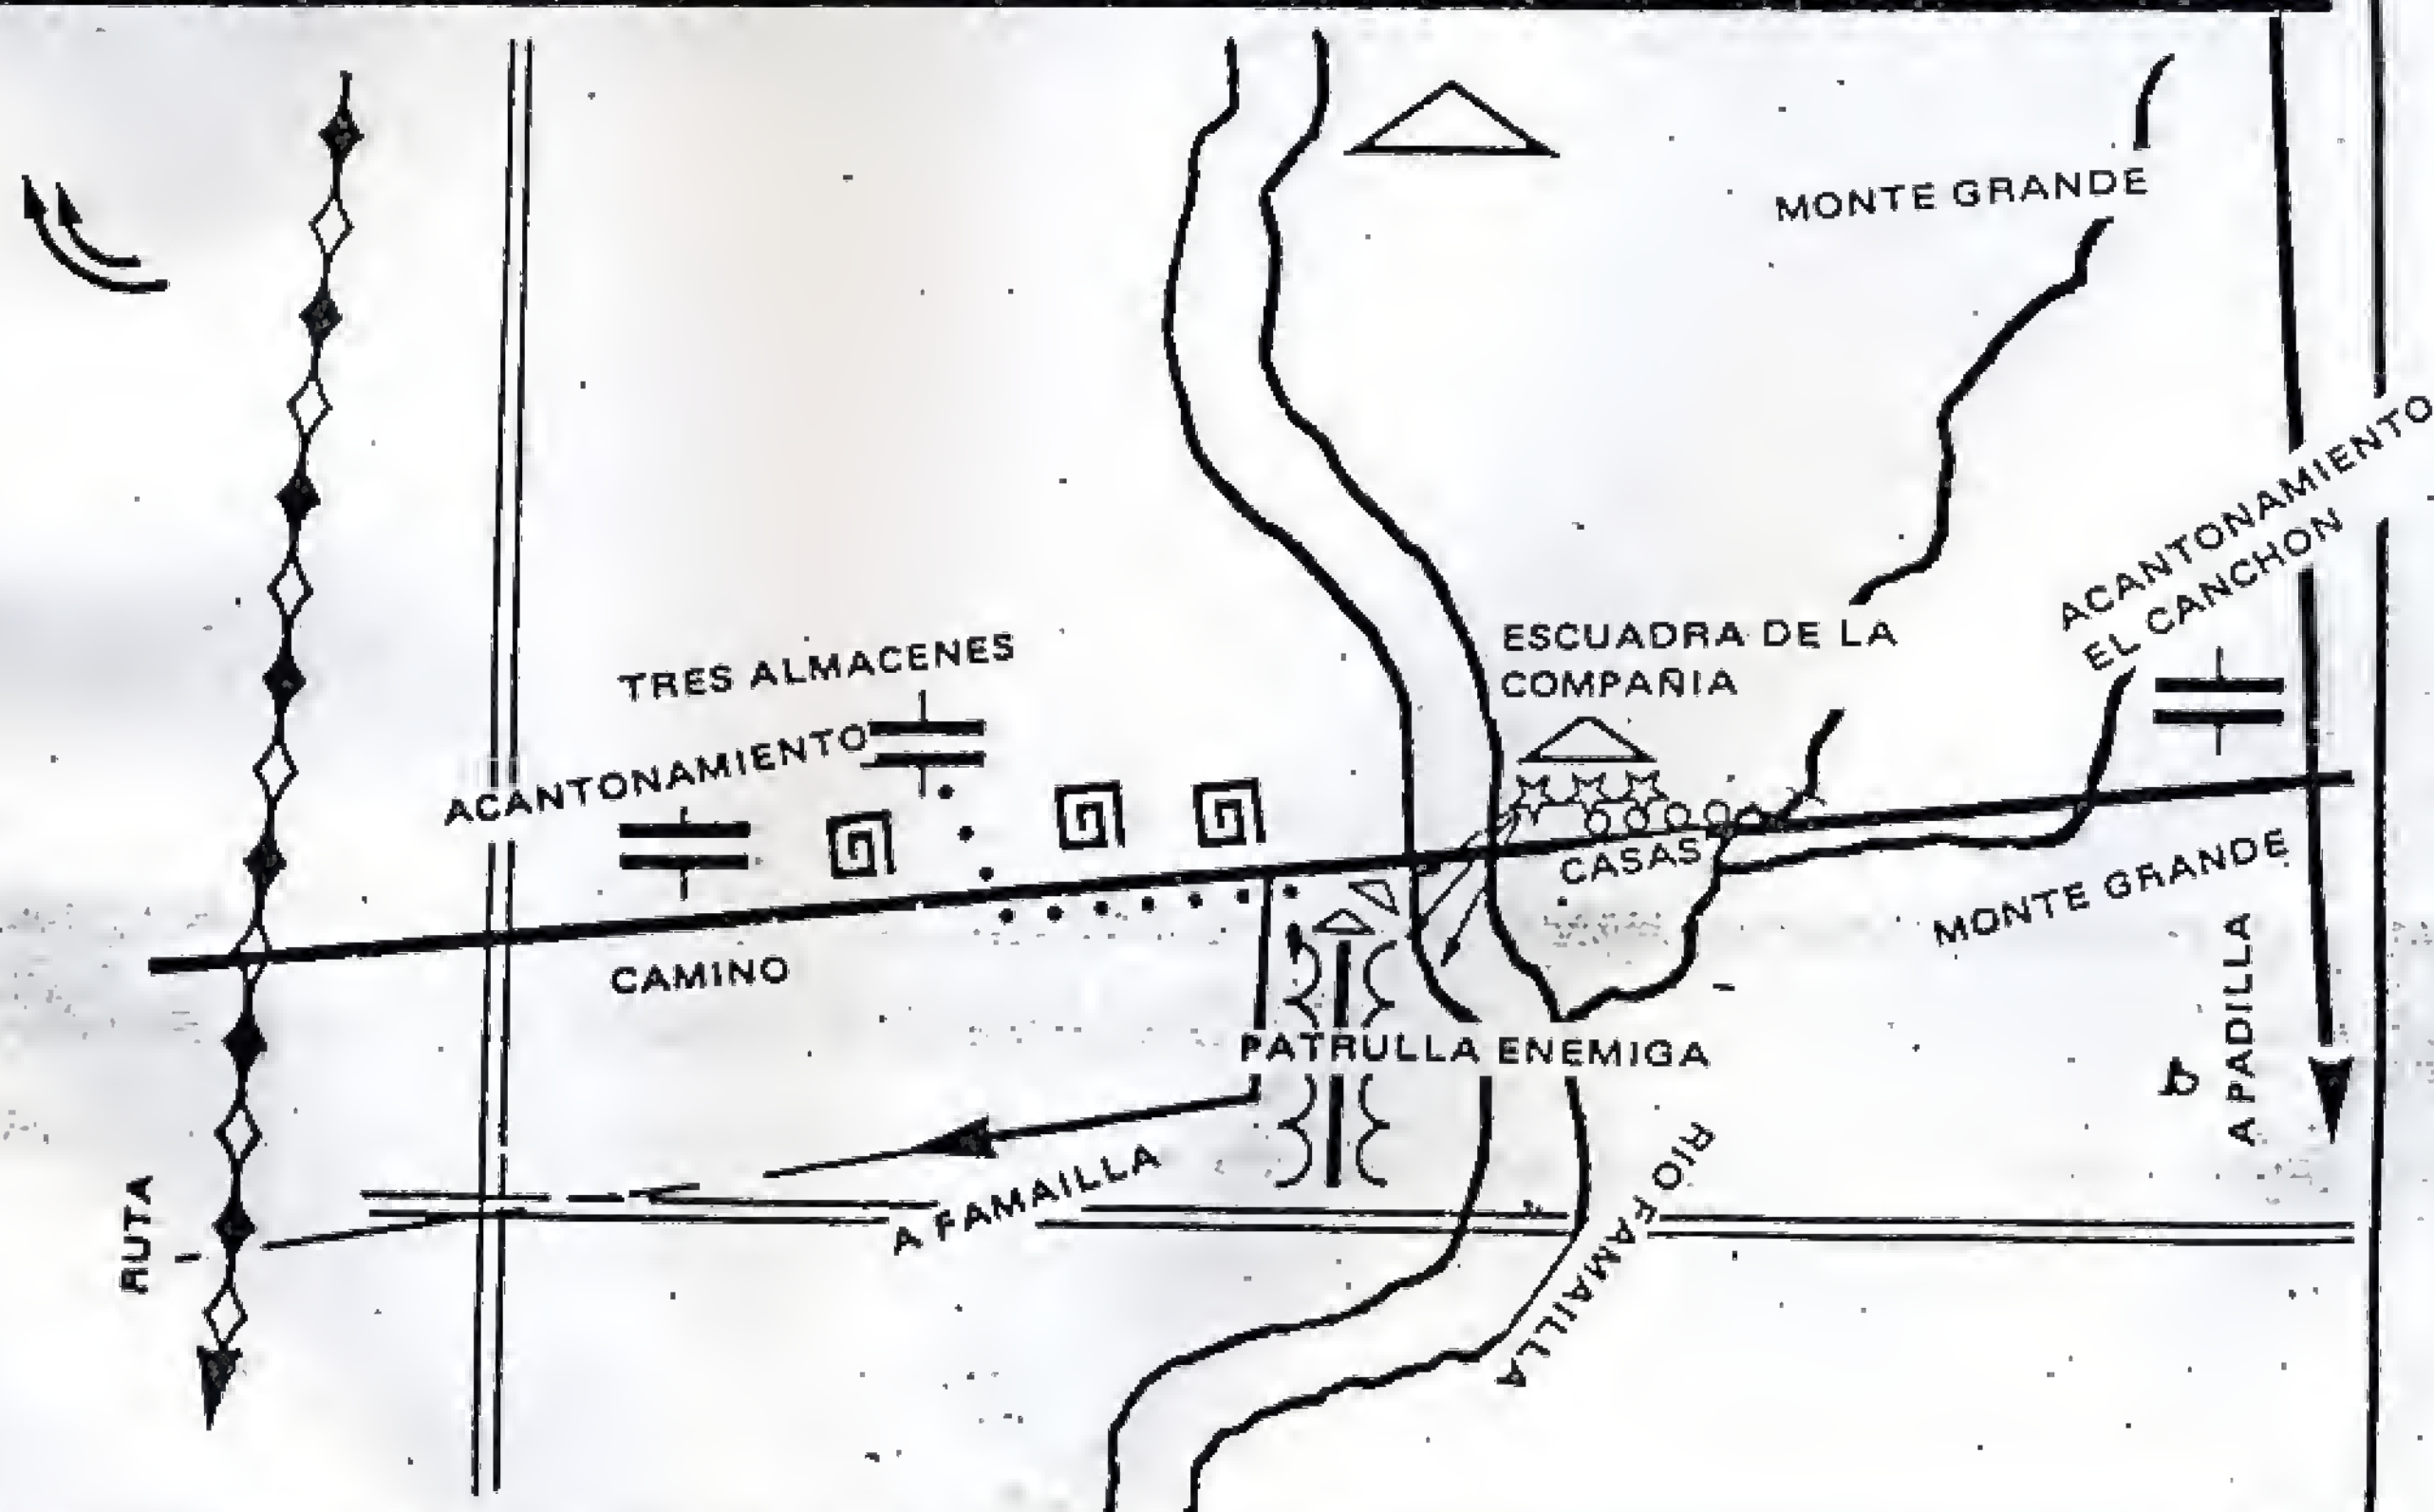 MONTE GRANDE
ACANTONAMIENTO
EL CANCHON
ESCUADRA DE LA
COMPAÑIA
TRES ALMACENES
ACANTONAMIENTO
CASAS
MONTE GRANDE
CAMINO
PATRULLA ENEMIGA
A PADILLA
A FAMAILLA
RIO FAMAILLA
RUTA